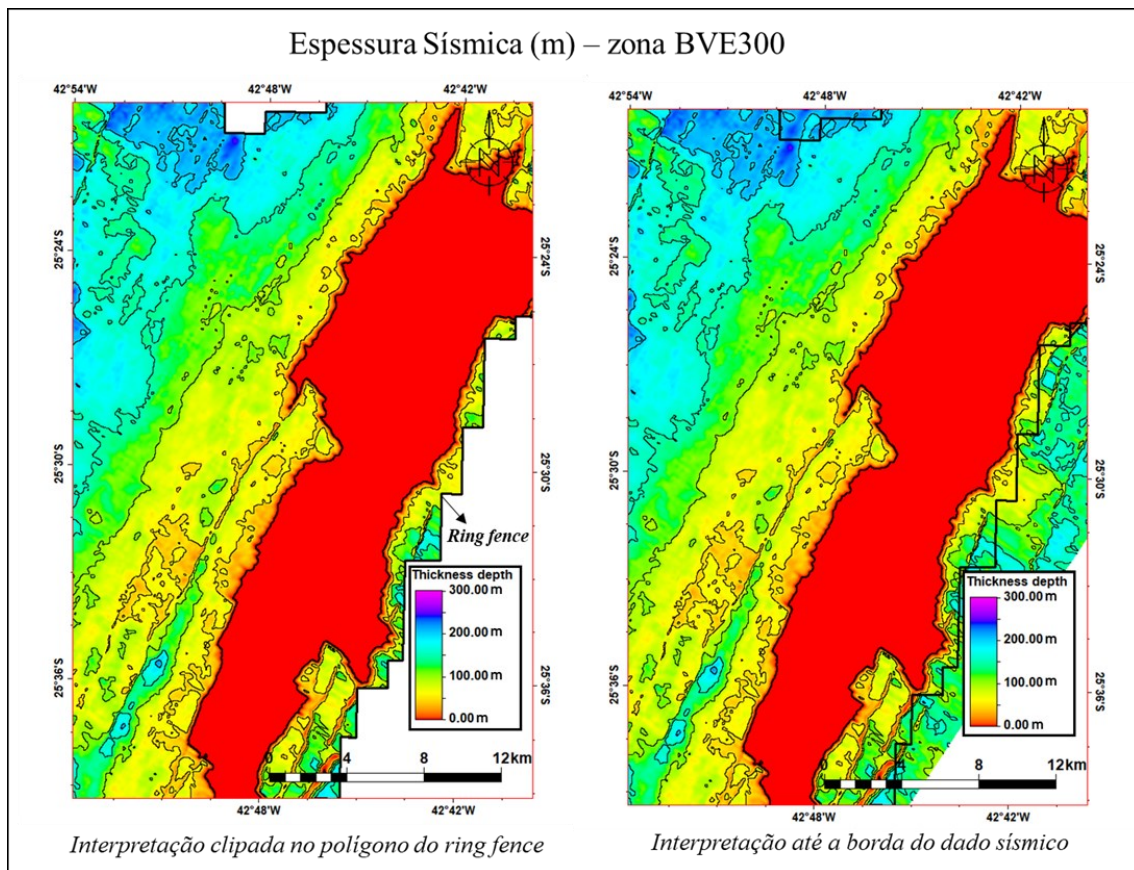 Espessura Sísmica (m) – zona BVE300
42°54'W
42°48'W
42°42'W
25°24'S
25°30'S
25°36'S
25°24'S
25°30'S
25°36'S
N
Ring fence
Thickness depth
300.00 m
200.00 m
100.00 m
0.00 m
0
4
8
12km
42°48'W
42°42'W
Interpretação clipada no polígono do ring fence
42°54'W
42°48'W
42°42'W
25°24'S
25°30'S
25°36'S
25°24'S
25°30'S
25°36'S
N
Thickness depth
300.00 m
200.00 m
100.00 m
0.00 m
0
4
8
12km
42°48'W
42°42'W
Interpretação até a borda do dado sísmico